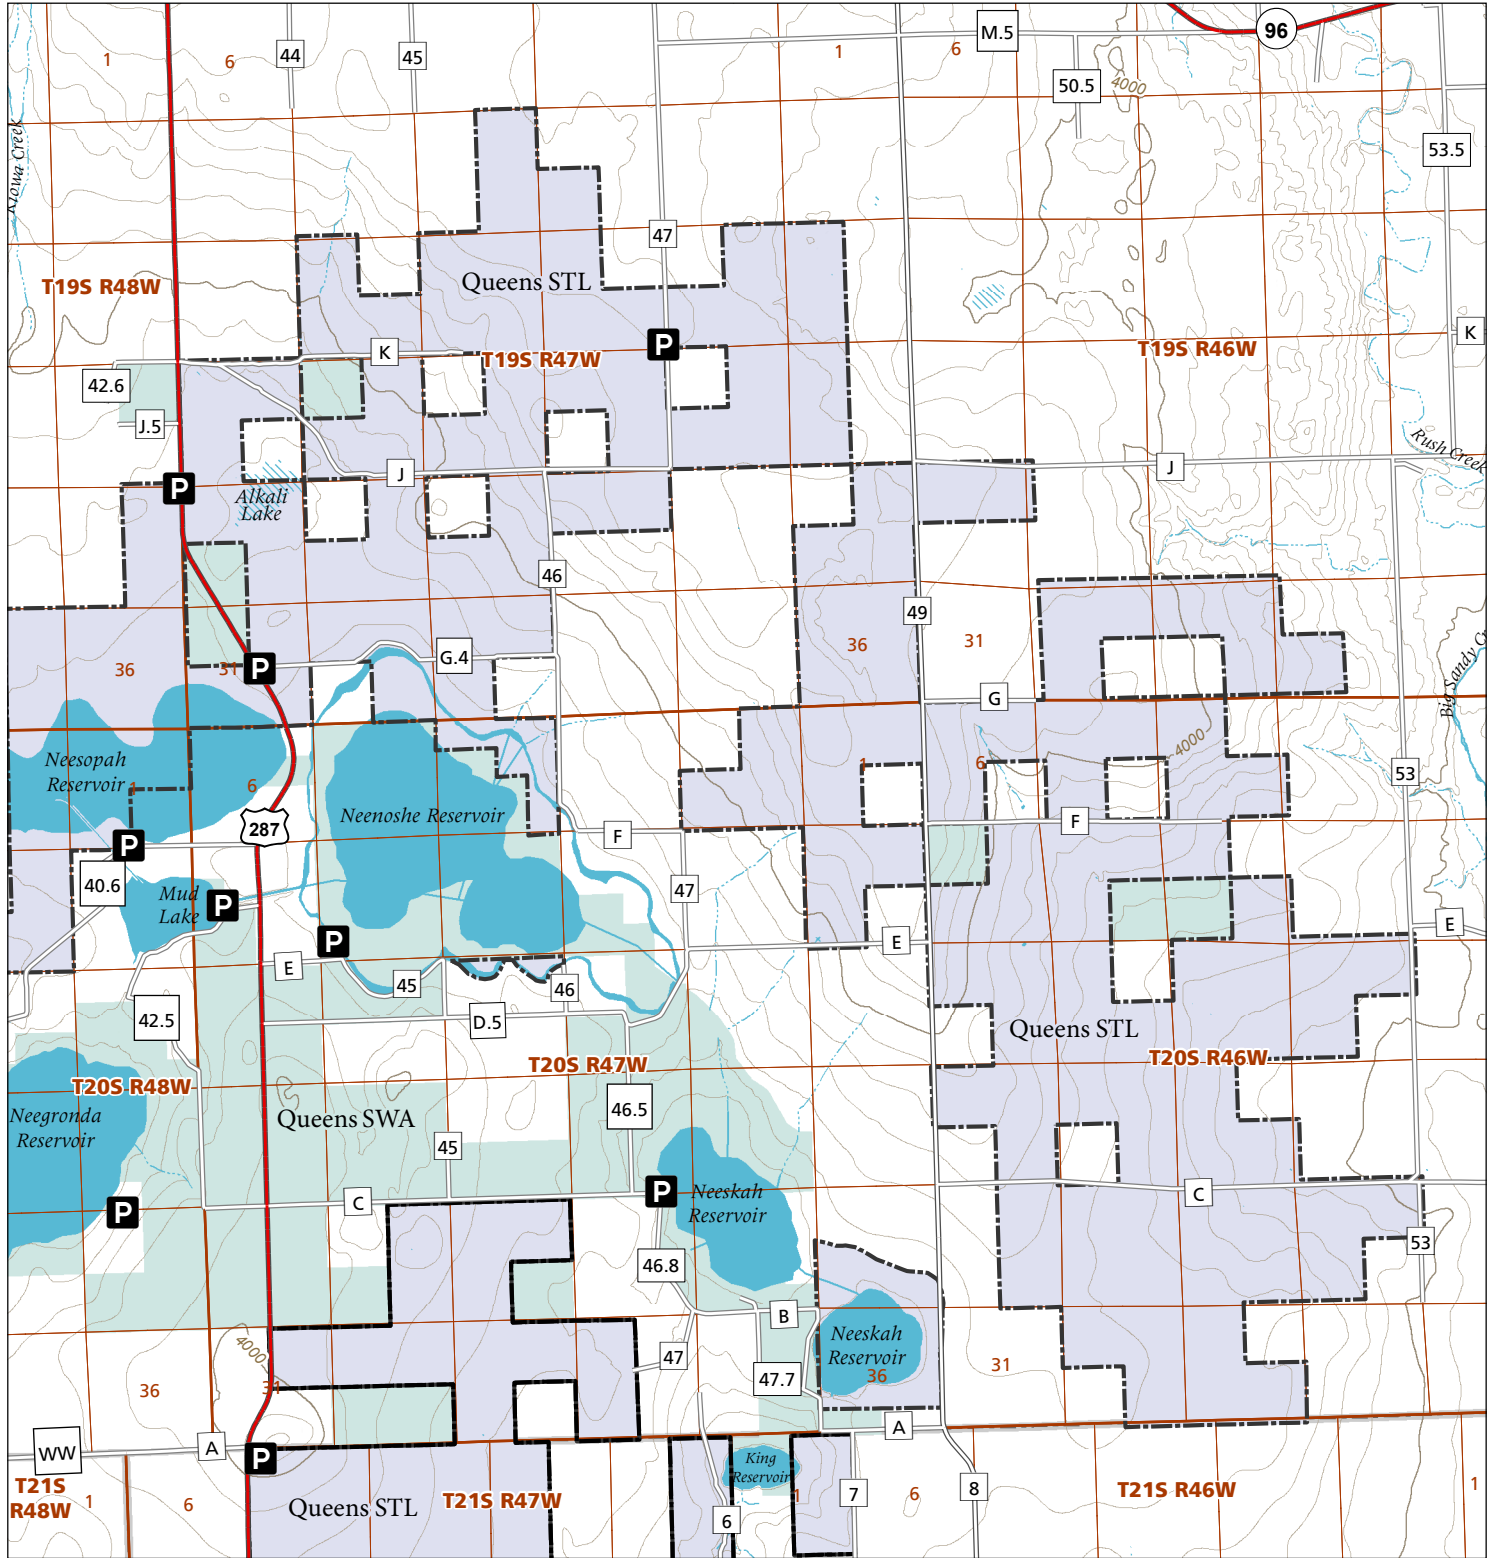 96
M.5
1
6
44
45
1
6
50.5
4000
53.5
Kiowa Creek
47
Queens STL
T19S R48W
P
K
T19S R47W
T19S R46W
K
42.6
J.5
J
J
Rush Creek
P
Alkali
Lake
46
49
36
31
G.4
36
31
P
G
Big Sandy Cr
Neesopah
Reservoir
1
6
4000
1
6
53
287
Neenoshe Reservoir
F
F
P
40.6
Mud
Lake
P
47
E
E
P
E
45
46
42.5
D.5
Queens STL
T20S R47W
T20S R46W
T20S R48W
Neegronda
Reservoir
Queens SWA
46.5
45
P
C
P
Neeskah
Reservoir
C
53
46.8
B
4000
47
Neeskah
Reservoir
36
47.7
31
36
31
A
WW
A
P
King
Reservoir
T21S
R48W
1
6
Queens STL
T21S R47W
1
7
6
8
T21S R46W
1
6